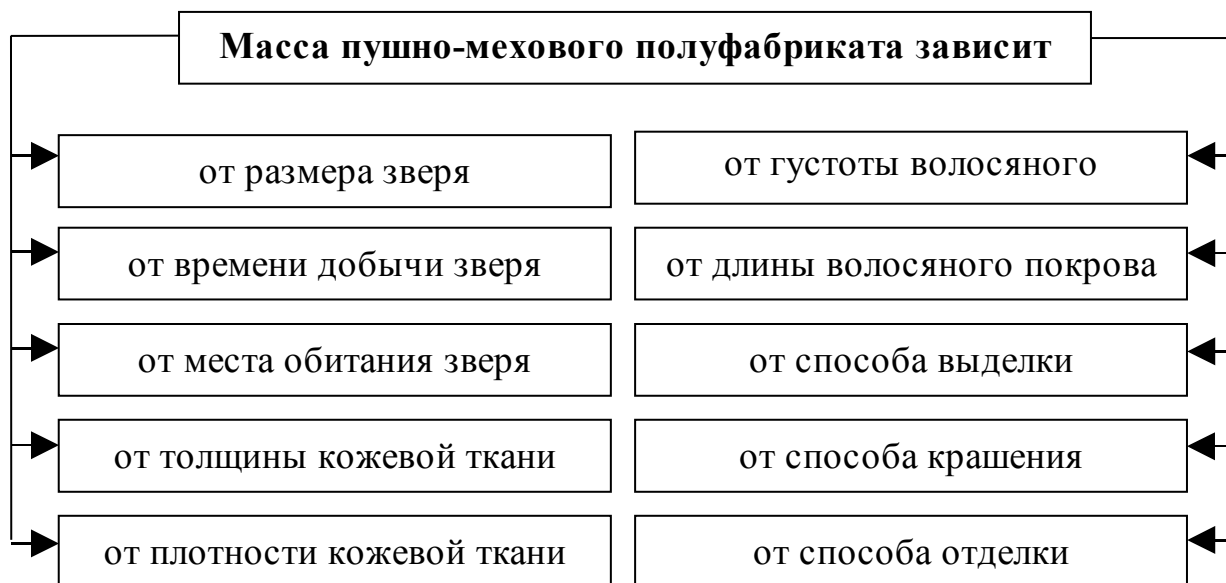 Масса пушно-мехового полуфабриката зависит
от размера зверя
от времени добычи зверя
от места обитания зверя
от толщины кожевой ткани
от плотности кожевой ткани
от густоты волосяного
от длины волосяного покрова
от способа выделки
от способа крашения
от способа отделки